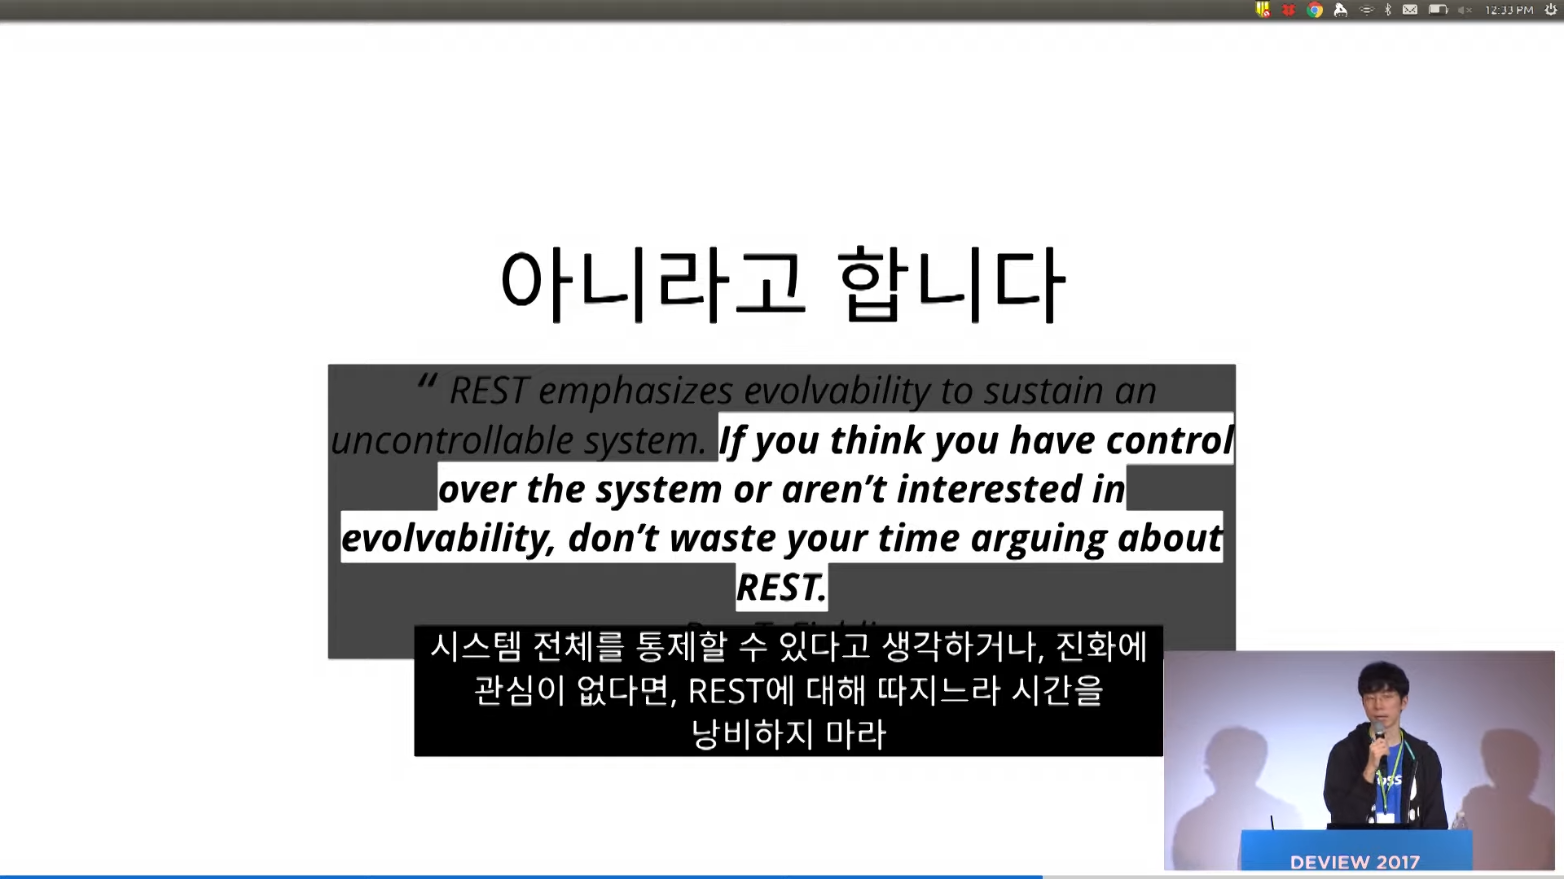 12:33 PM
아니라고 합니다
“ REST emphasizes evolvability to sustain an
uncontrollable system. If you think you have control
over the system or aren’t interested in
evolvability, don’t waste your time arguing about
REST.
시스템 전체를 통제할 수 있다고 생각하거나, 진화에
관심이 없다면, REST에 대해 따지느라 시간을
낭비하지 마라
DEVIEW 2017